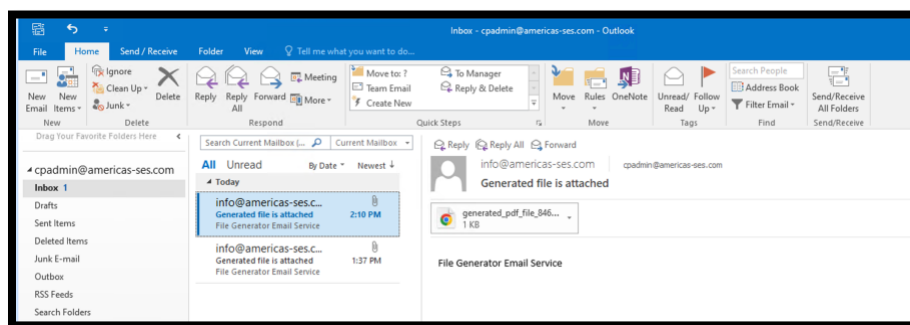 Inbox - cpadmin@americas-ses.com - Outlook
File Home Send / Receive Folder View Tell me what you want to do...
New Email
New Items
Ignore
Clean Up
Junk
Delete
Reply
Reply All
Forward
Meeting
More
Move to: ?
Team Email
Create New
To Manager
Reply & Delete
Move
Rules
OneNote
Unread/ Read
Follow Up
Search People
Address Book
Filter Email
Send/Receive All Folders
New Delete Respond Quick Steps Move Tags Find Send/Receive
Drag Your Favorite Folders Here
cpadmin@americas-ses.com
Inbox 1
Drafts
Sent Items
Deleted Items
Junk E-mail
Outbox
RSS Feeds
Search Folders
Search Current Mailbox (... Current Mailbox
All Unread By Date Newest ↓
Today
info@americas-ses.c...
Generated file is attached 2:10 PM
File Generator Email Service
info@americas-ses.c...
Generated file is attached 1:37 PM
File Generator Email Service
Reply Reply All Forward
info@americas-ses.com cpadmin@americas-ses.com
Generated file is attached
generated_pdf_file_846...
1 KB
File Generator Email Service